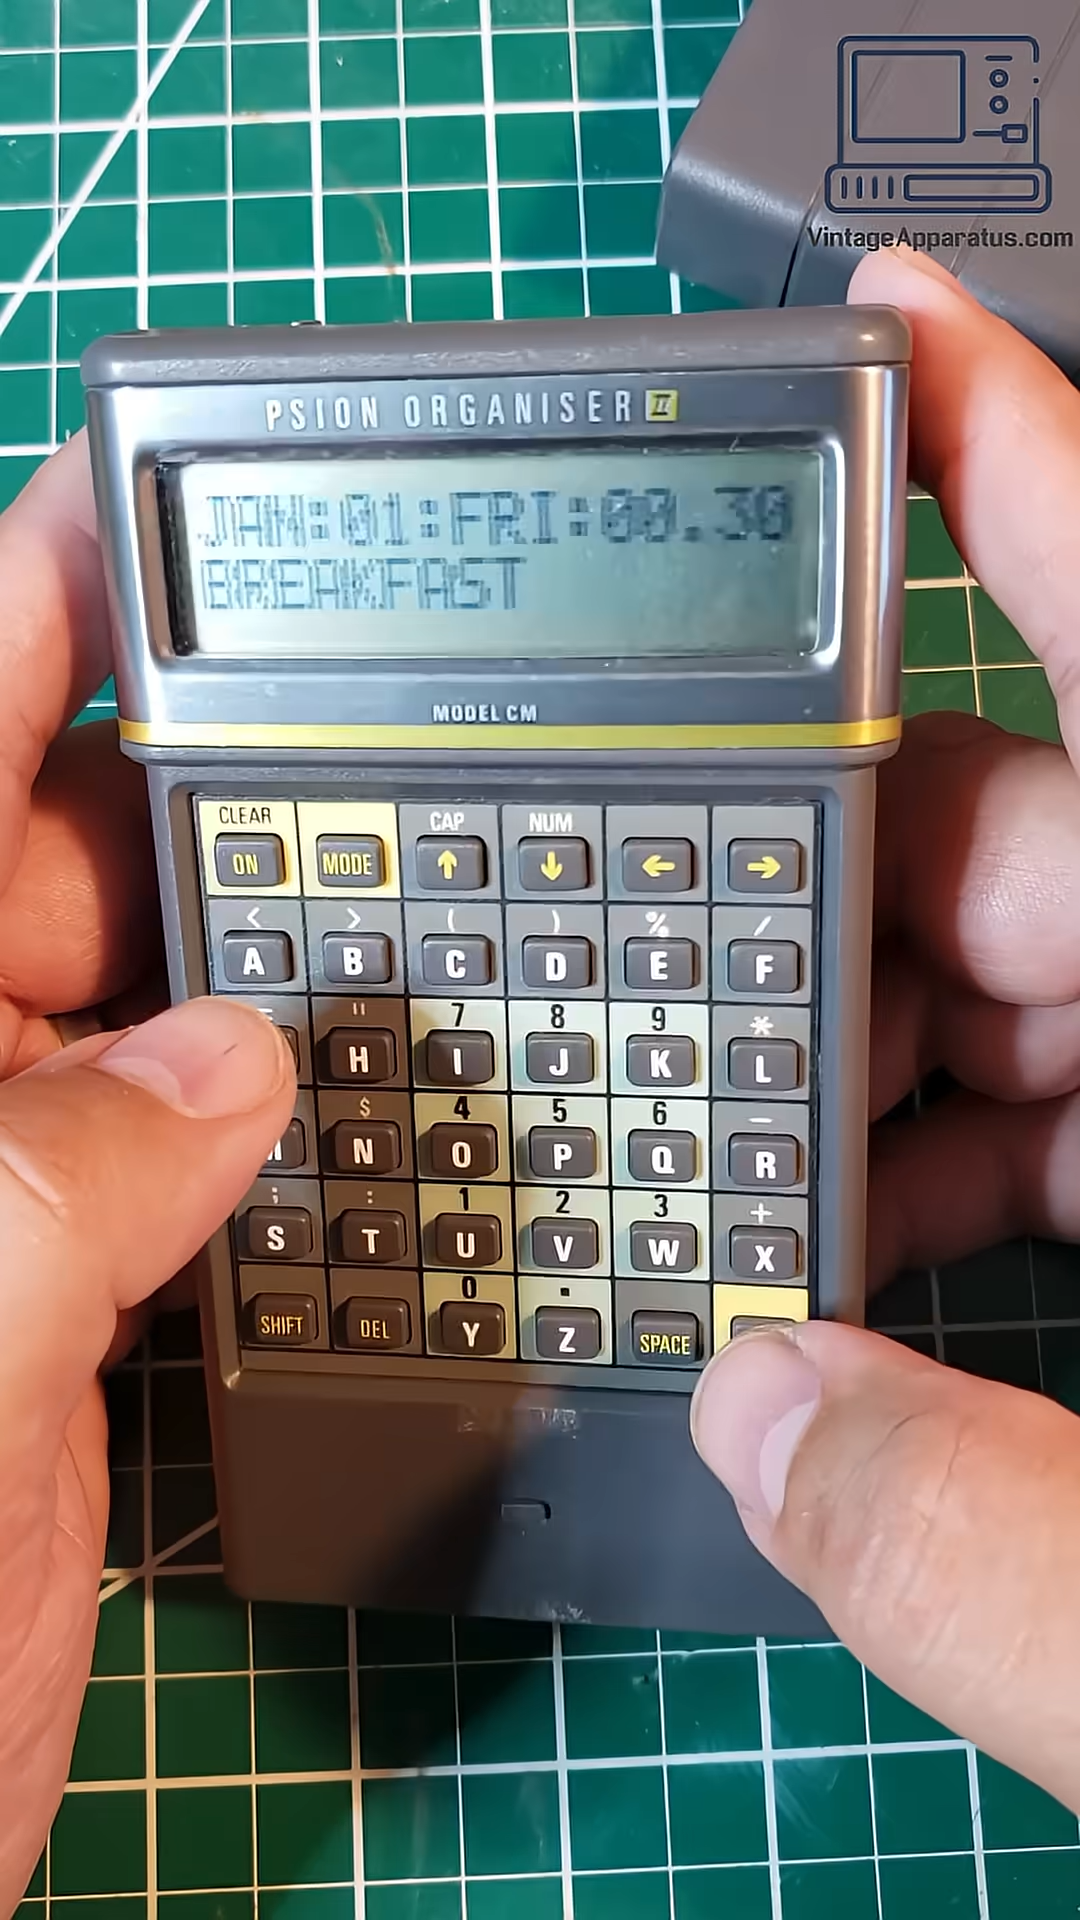 VintageApparatus.com
PSION ORGANISER II
JAN:01:FRI:00.30
BREAKFAST
MODEL CM
CLEAR CAP NUM
ON MODE ↑ ↓ ← →
< > ( ) % /
A B C D E F
= " 7 8 9 *
H I J K L
$ 4 5 6 –
N O P Q R
; : 1 2 3 +
S T U V W X
0 .
SHIFT DEL Y Z SPACE